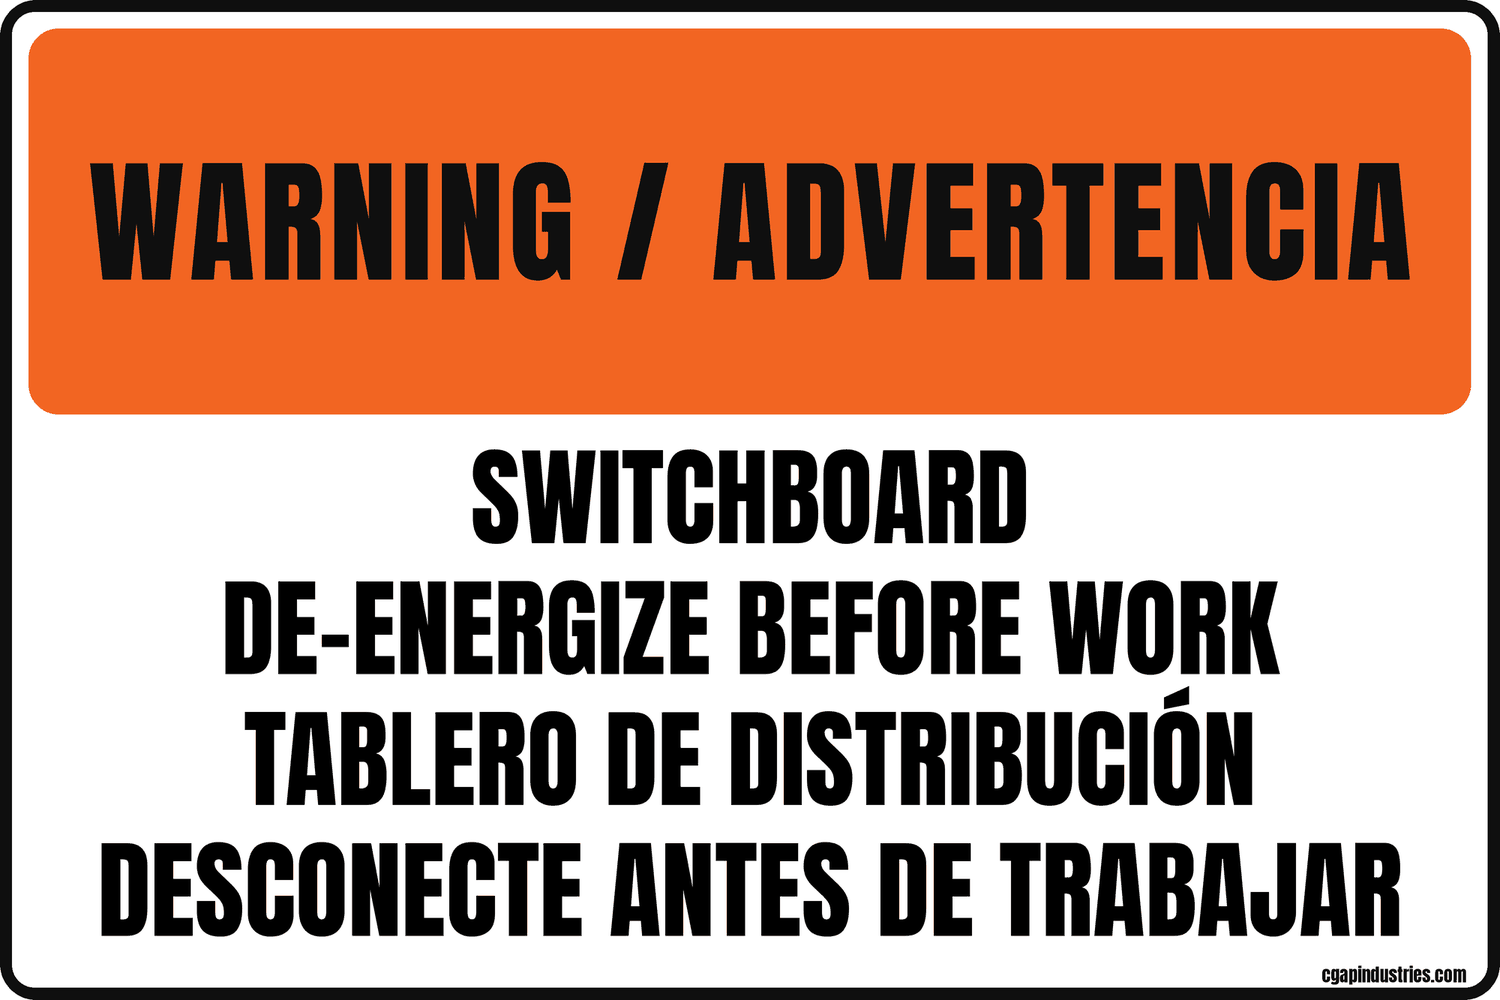 WARNING / ADVERTENCIA
SWITCHBOARD
DE-ENERGIZE BEFORE WORK
TABLERO DE DISTRIBUCIÓN
DESCONECTE ANTES DE TRABAJAR
cgapindustries.com